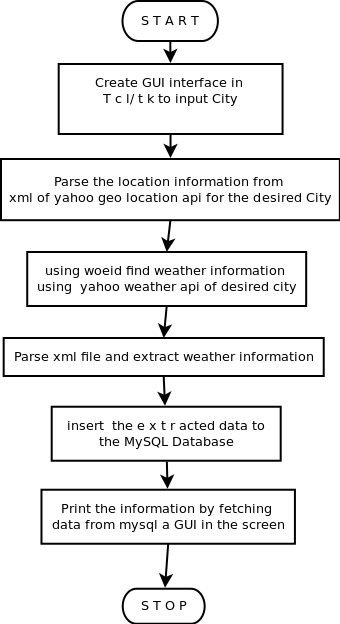 S T A R T
Create GUI interface in
T c l/ t k to input City
Parse the location information from
xml of yahoo geo location api for the desired City
using woeid find weather information
using  yahoo weather api of desired city
Parse xml file and extract weather information
insert  the e x t r acted data to
the MySQL Database
Print the information by fetching
data from mysql a GUI in the screen
S T O P